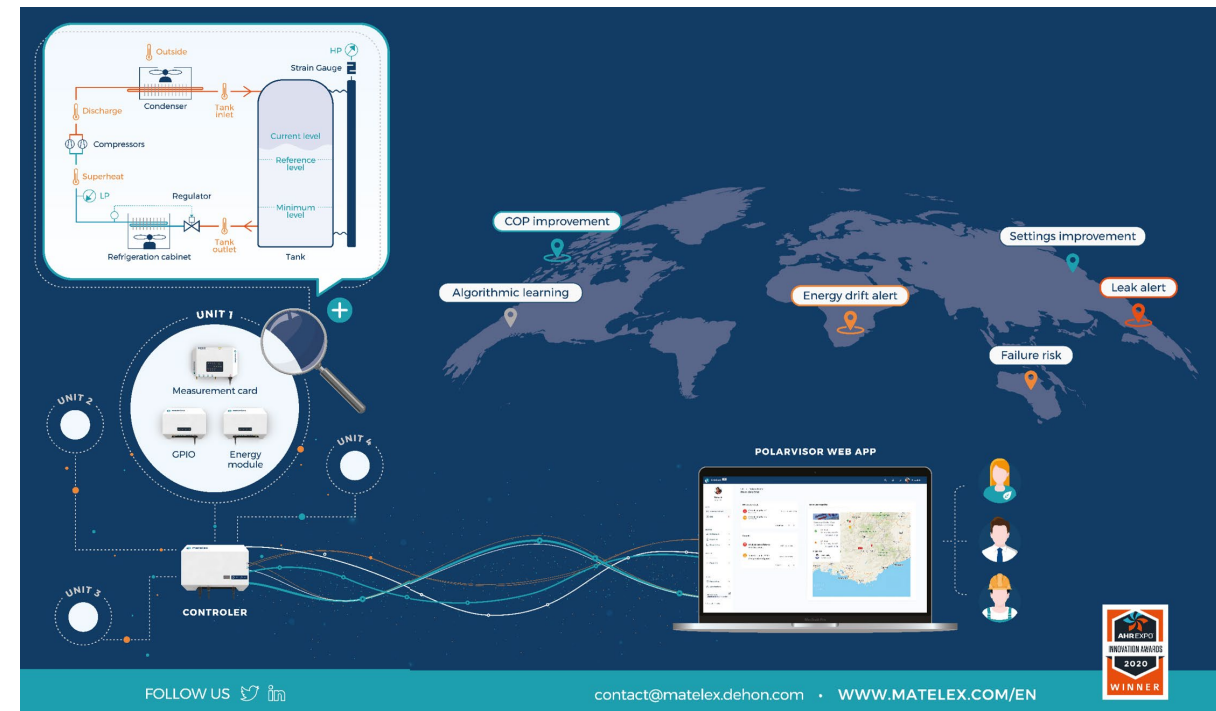 Outside
HP
Strain Gauge
Discharge
Condenser
Tank
inlet
Compressors
Current level
Reference
level
Superheat
LP
Regulator
Minimum
level
Tank
outlet
Refrigeration cabinet
Tank
COP improvement
Settings improvement
Algorithmic learning
Energy drift alert
Leak alert
Failure risk
UNIT 1
Measurement card
GPIO
Energy
module
UNIT 2
UNIT 4
UNIT 3
CONTROLER
POLARVISOR WEB APP
AHR EXPO
INNOVATION AWARDS
2020
WINNER
FOLLOW US
contact@matelex.dehon.com • WWW.MATELEX.COM/EN